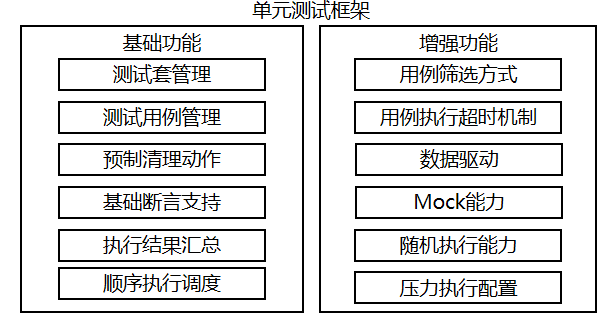 单元测试框架
基础功能
测试套管理
测试用例管理
预制清理动作
基础断言支持
执行结果汇总
顺序执行调度
增强功能
用例筛选方式
用例执行超时机制
数据驱动
Mock能力
随机执行能力
压力执行配置